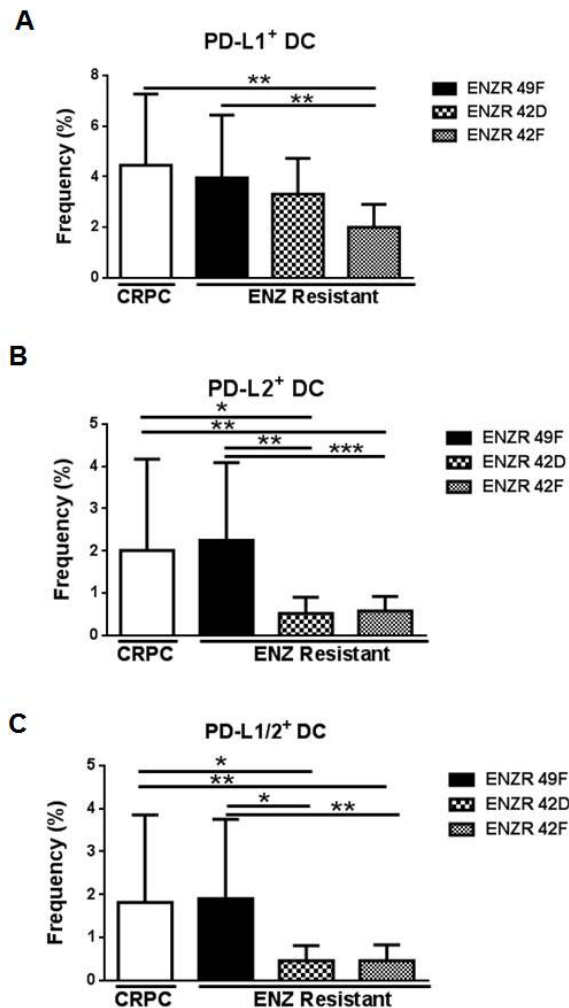 A
PD-L1⁺ DC
Frequency (%)
8
6
4
2
0
**
**
CRPC
ENZ Resistant
ENZR 49F
ENZR 42D
ENZR 42F
B
PD-L2⁺ DC
Frequency (%)
5
4
3
2
1
0
*
**
**
***
CRPC
ENZ Resistant
ENZR 49F
ENZR 42D
ENZR 42F
C
PD-L1/2⁺ DC
Frequency (%)
5
4
3
2
1
0
*
**
*
**
CRPC
ENZ Resistant
ENZR 49F
ENZR 42D
ENZR 42F